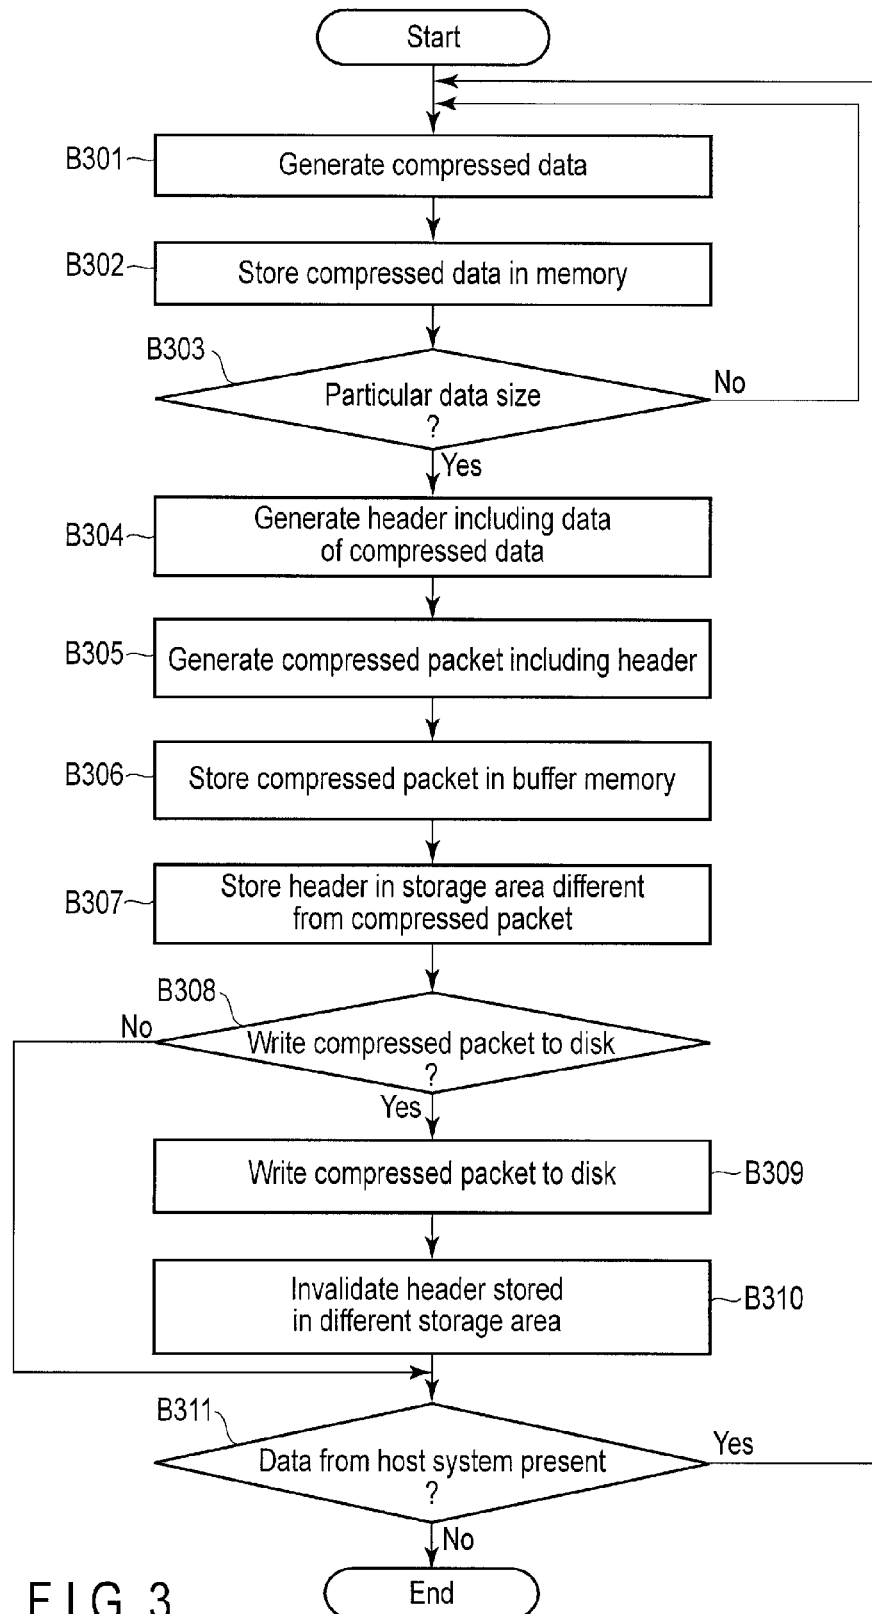 Start
B301
Generate compressed data
B302
Store compressed data in memory
B303
Particular data size
?
No
Yes
B304
Generate header including data
of compressed data
B305
Generate compressed packet including header
B306
Store compressed packet in buffer memory
B307
Store header in storage area different
from compressed packet
B308
No
Write compressed packet to disk
?
Yes
Write compressed packet to disk
B309
Invalidate header stored
in different storage area
B310
B311
Data from host system present
?
Yes
No
End
FIG. 3